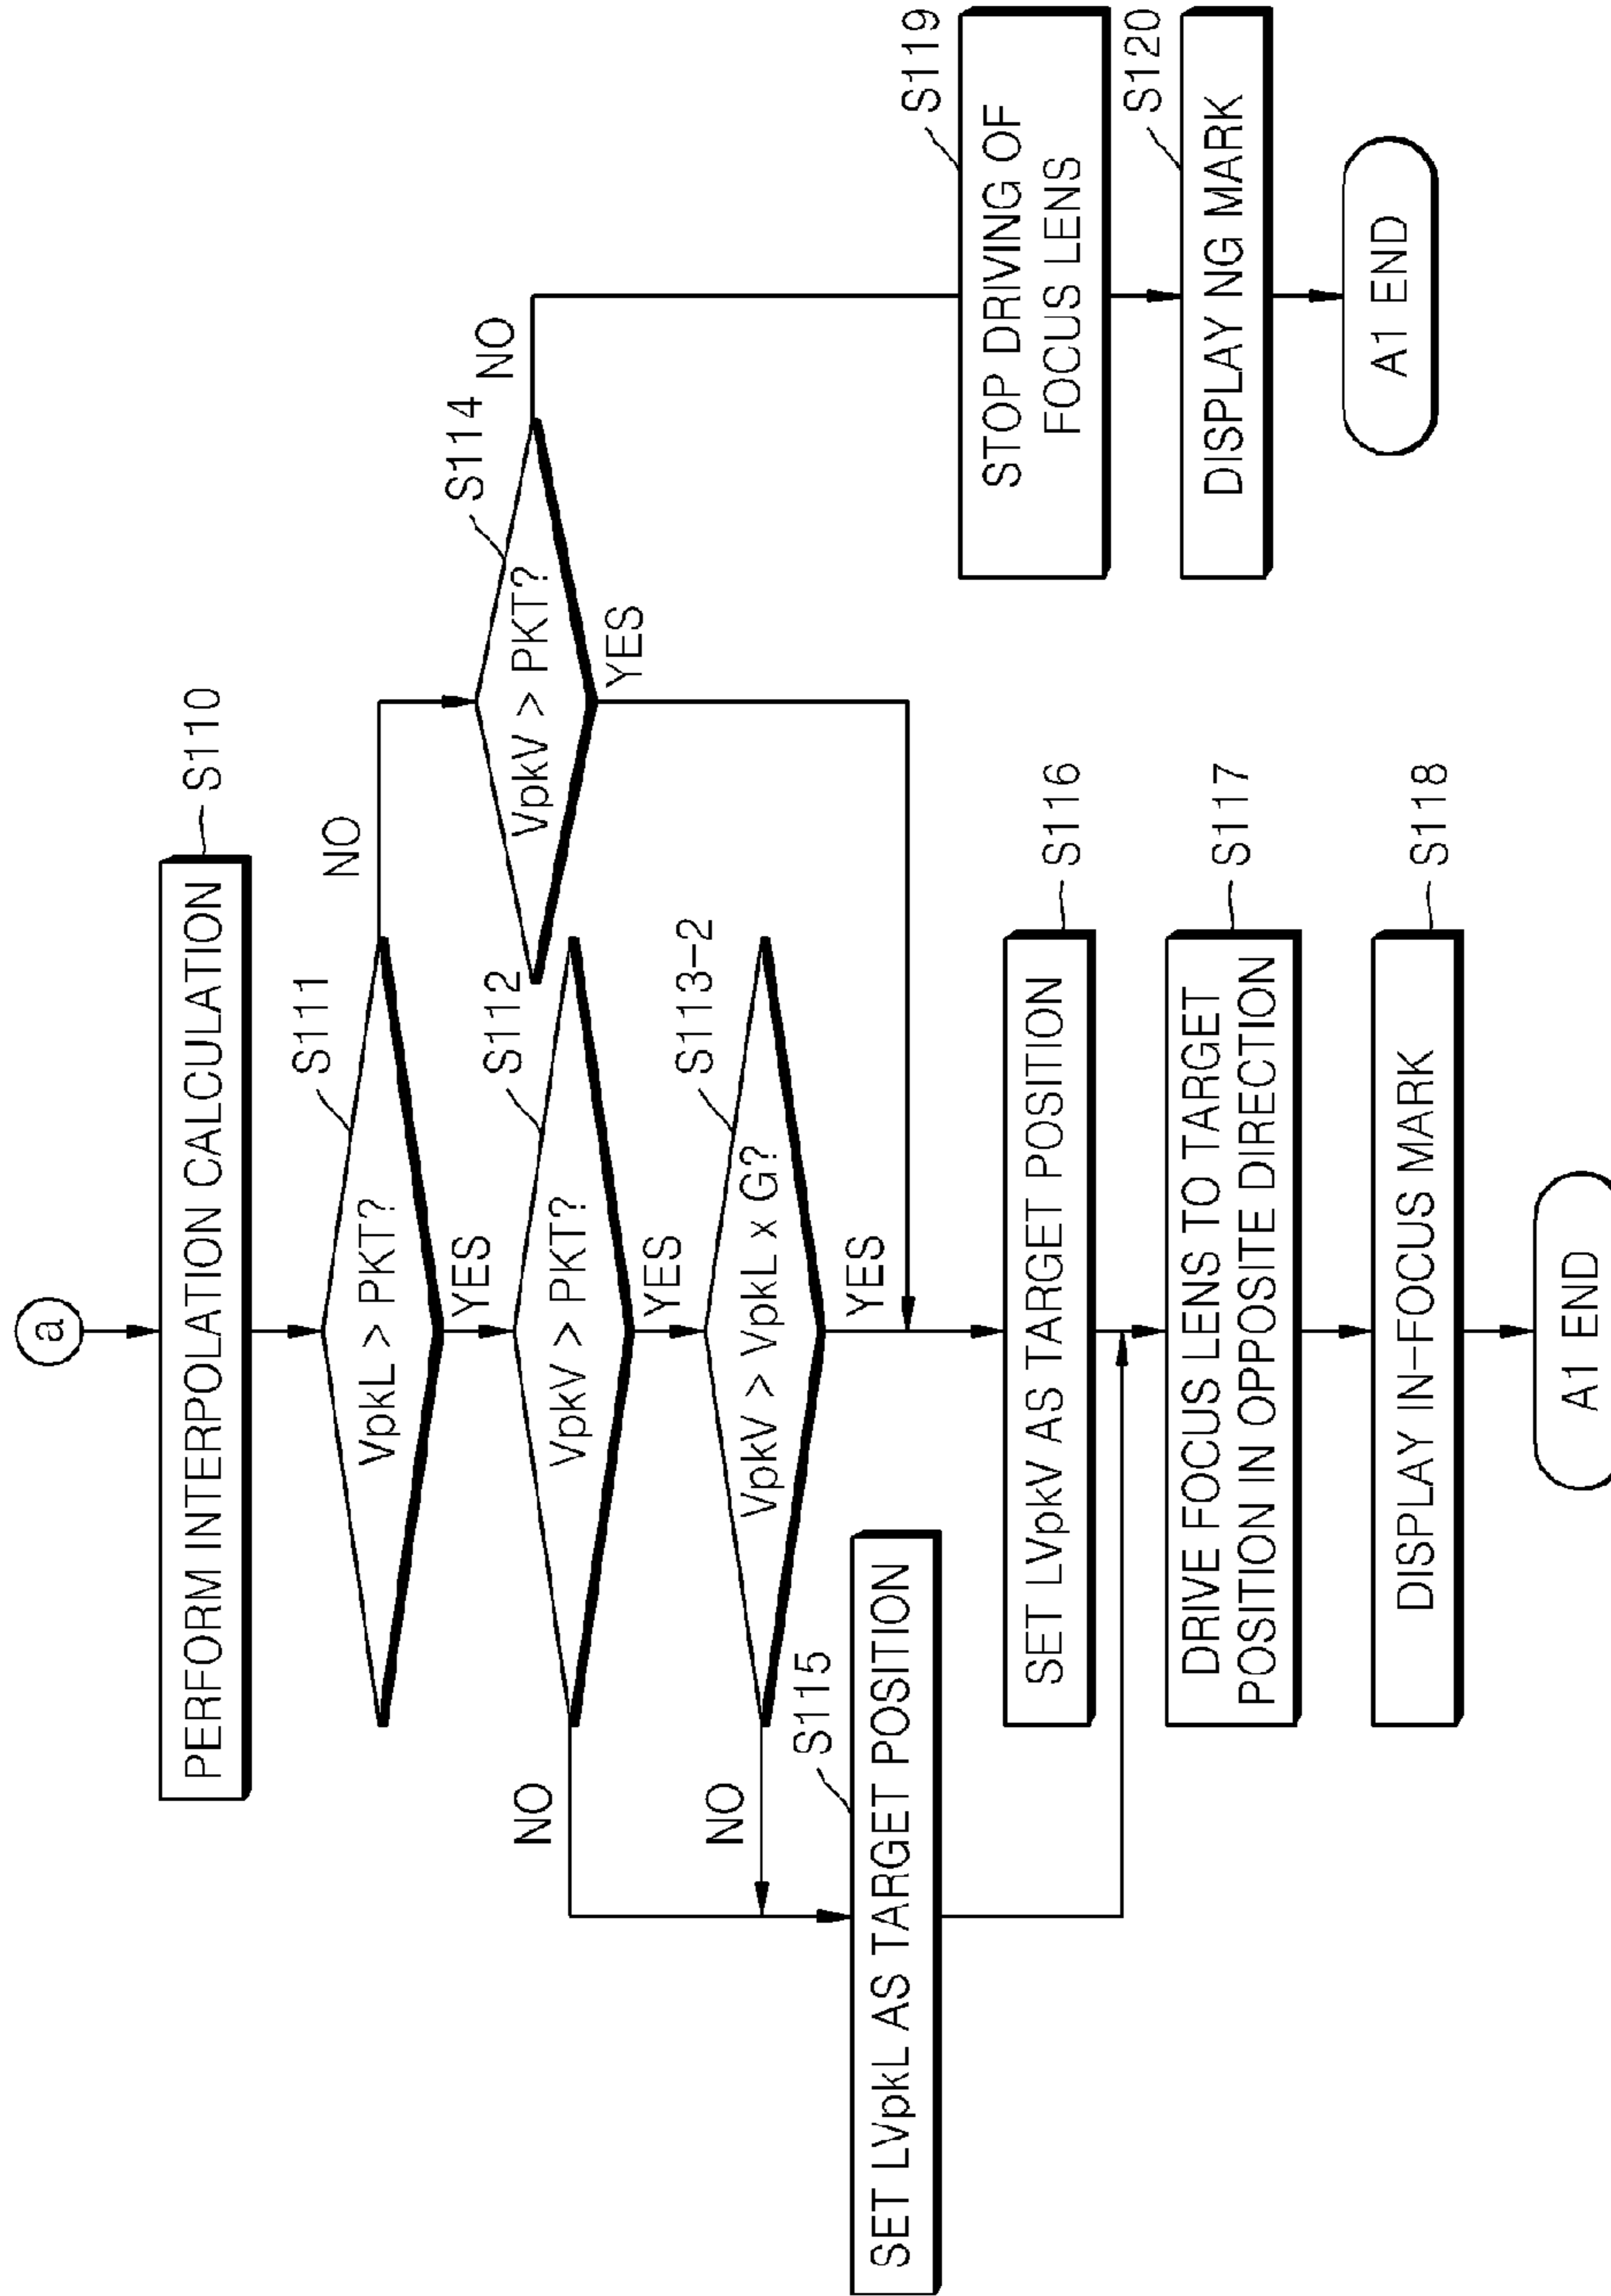 a
PERFORM INTERPOLATION CALCULATION
S110
S111
VpkL > PKT?
NO
YES
S112
VpkV > PKT?
NO
YES
S114
VpkV > PKT?
NO
YES
S113-2
VpkV > VpkL x G?
NO
YES
S115
SET LVpkL AS TARGET POSITION
S116
SET LVpkV AS TARGET POSITION
S117
DRIVE FOCUS LENS TO TARGET
POSITION IN OPPOSITE DIRECTION
S118
DISPLAY IN-FOCUS MARK
A1 END
S119
STOP DRIVING OF
FOCUS LENS
S120
DISPLAY NG MARK
A1 END